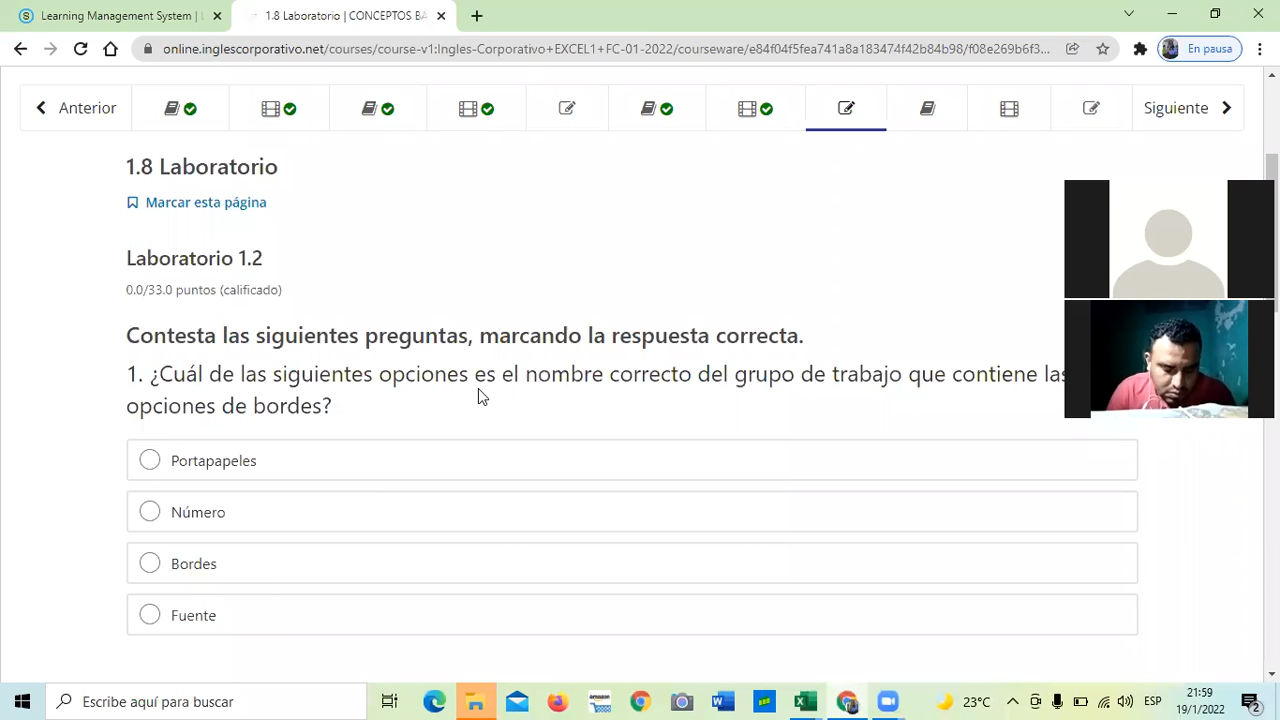 Learning Management System | L
1.8 Laboratorio | CONCEPTOS BÁ
online.inglescorporativo.net/courses/course-v1:Ingles-Corporativo+EXCEL1+FC-01-2022/courseware/e84f04f5fea741a8a183474f42b84b98/f08e269b6f3...
En pausa
Anterior
Siguiente
1.8 Laboratorio
Marcar esta página
Laboratorio 1.2
0.0/33.0 puntos (calificado)
Contesta las siguientes preguntas, marcando la respuesta correcta.
1. ¿Cuál de las siguientes opciones es el nombre correcto del grupo de trabajo que contiene las
opciones de bordes?
Portapapeles
Número
Bordes
Fuente
Escribe aquí para buscar
amazon
23°C
ESP
21:59
19/1/2022
2